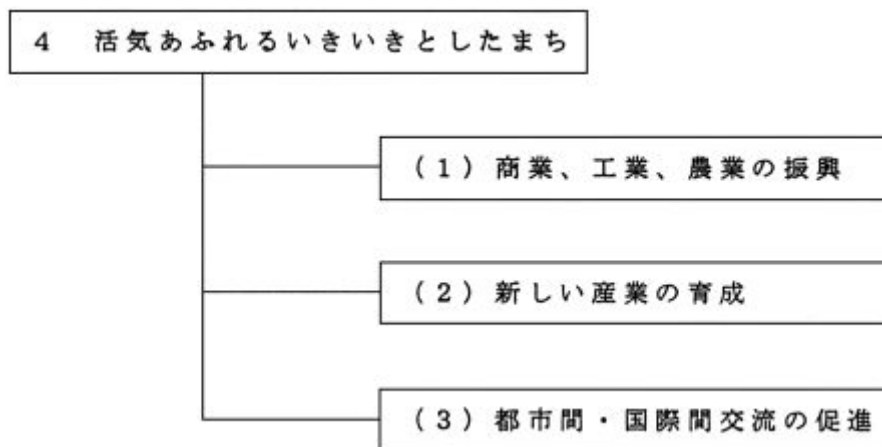 4 活気あふれるいきいきとしたまち
(1)商業、工業、農業の振興
(2)新しい産業の育成
(3)都市間・国際間交流の促進